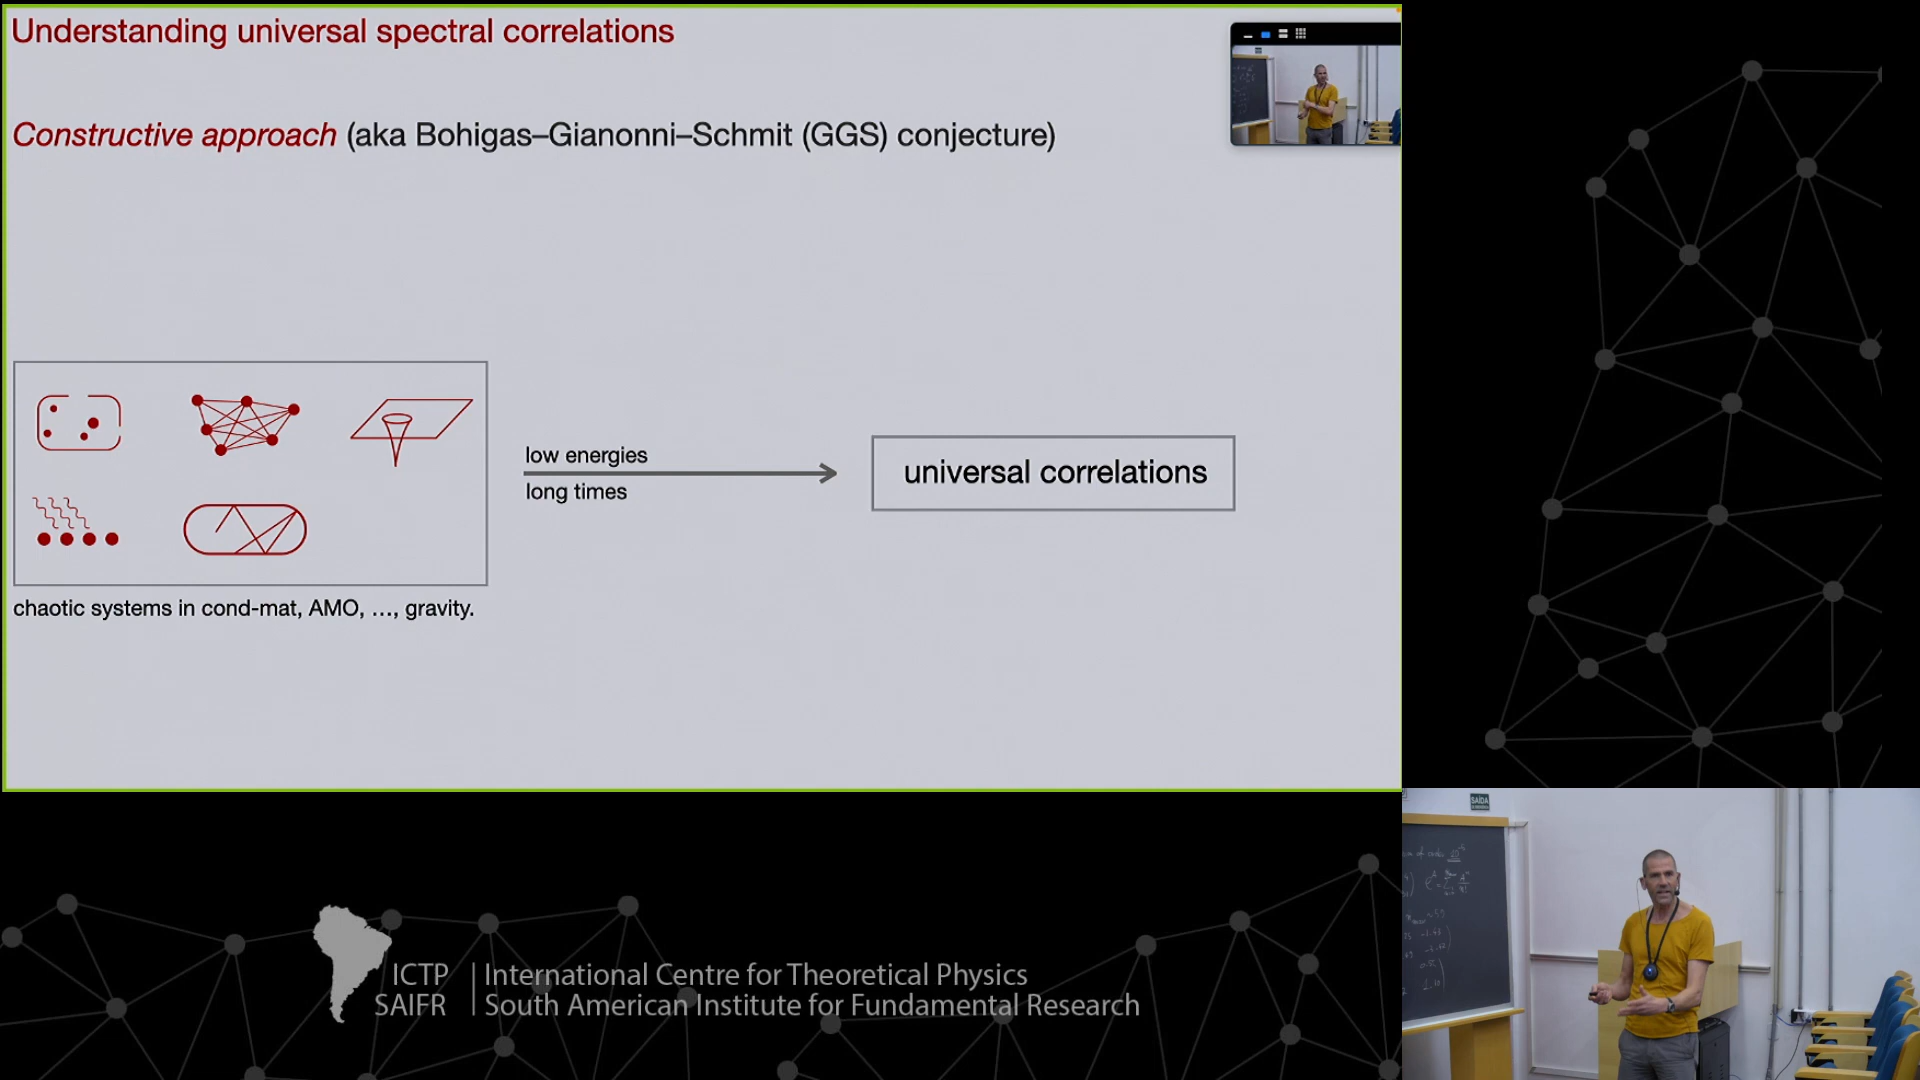 Understanding universal spectral correlations
Constructive approach (aka Bohigas–Gianonni–Schmit (GGS) conjecture)
low energies
long times
universal correlations
chaotic systems in cond-mat, AMO, ..., gravity.
SAÍDA
ICTP
SAIFR
International Centre for Theoretical Physics
South American Institute for Fundamental Research